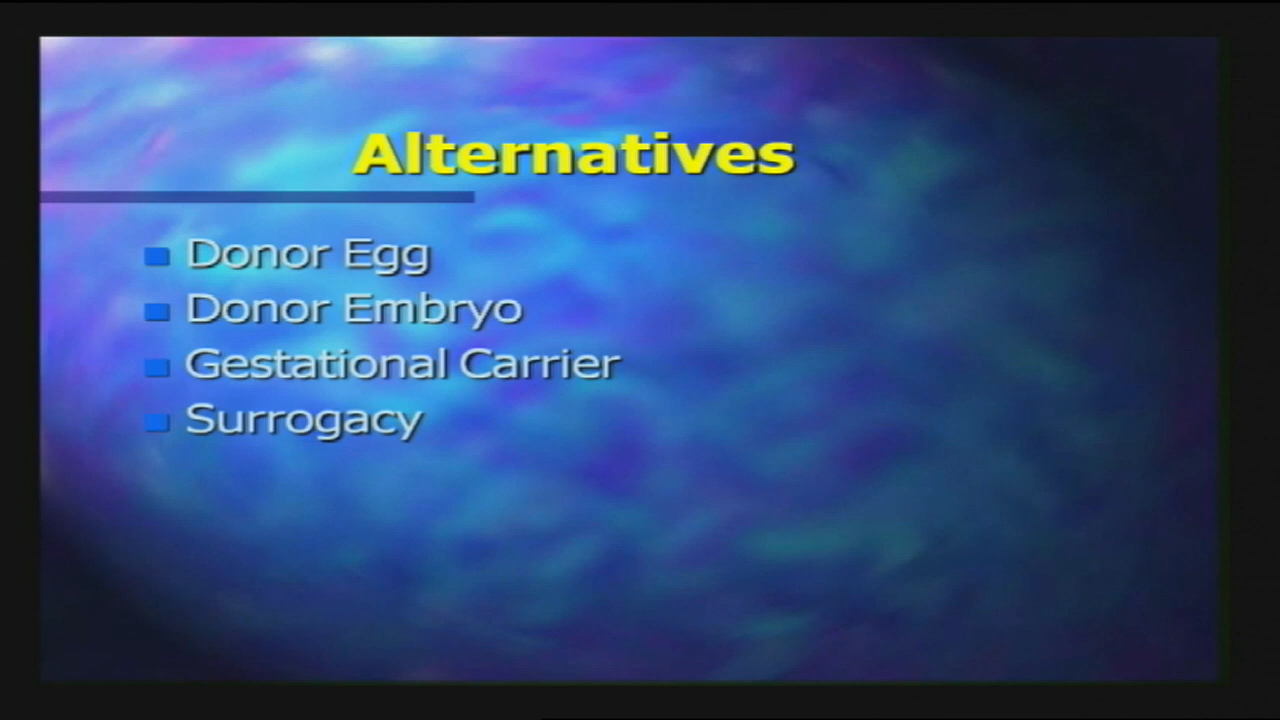 Alternatives
Donor Egg
Donor Embryo
Gestational Carrier
Surrogacy